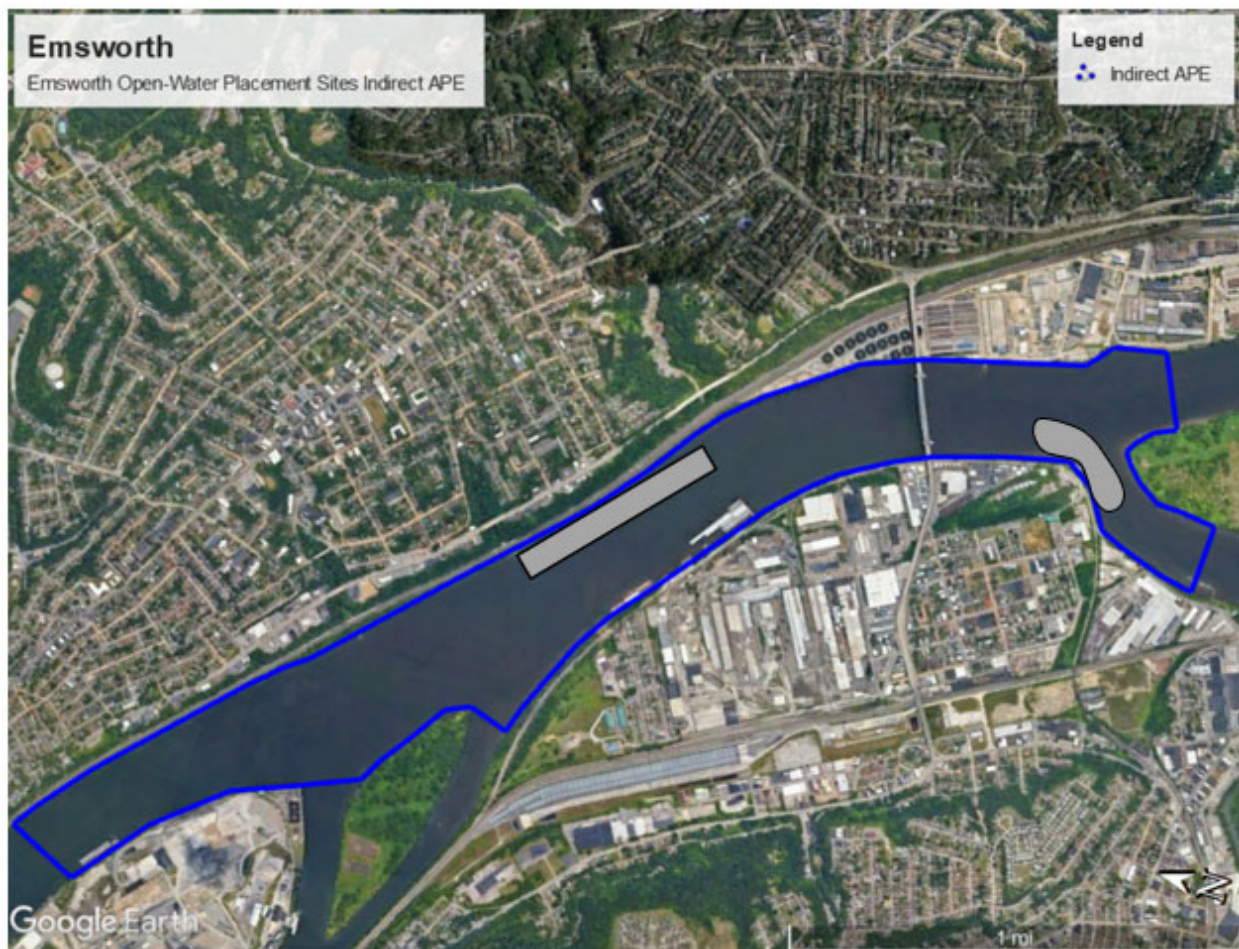 Emsworth
Emsworth Open-Water Placement Sites Indirect APE
Legend
Indirect APE
Google Earth
1 mi
N